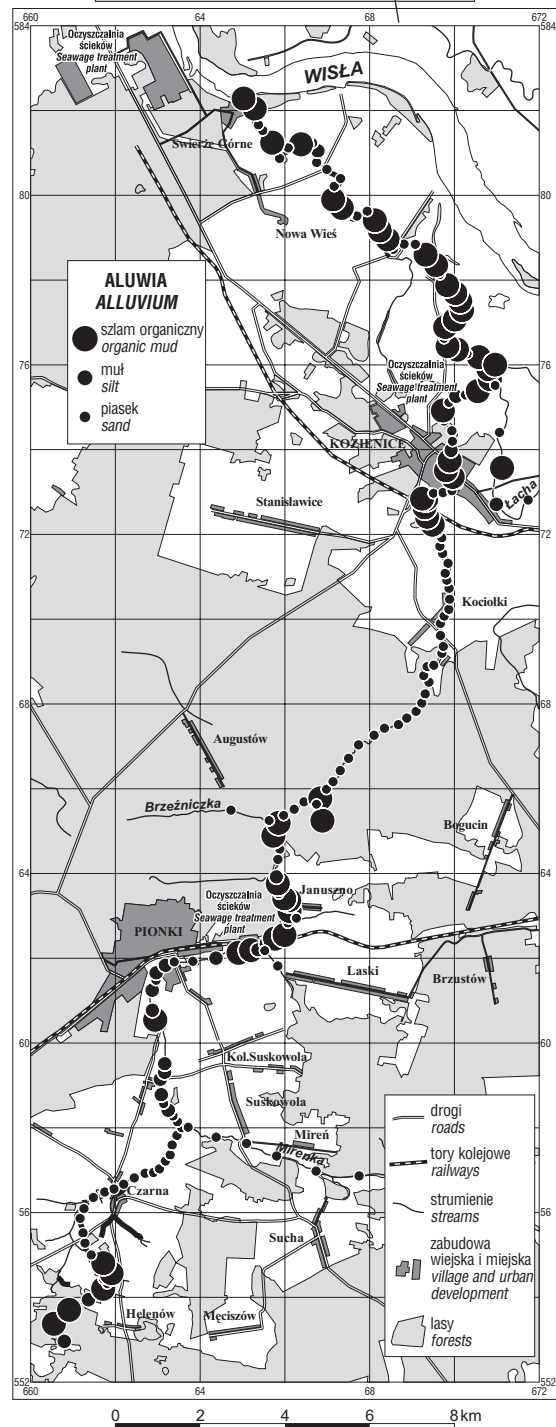 660
64
68
672
584
584
Oczyszczalnia
ścieków
Seawage treatment
plant
WISŁA
Świerże Górne
80
80
Nowa Wieś
ALUWIA
ALLUVIUM
szlam organiczny
organic mud
muł
silt
piasek
sand
76
76
Oczyszczalnia
ścieków
Seawage treatment
plant
KOZIENICE
Łacha
Stanisławice
72
72
Kociołki
68
68
Augustów
Brzeźniczka
Bogucin
64
64
Januszno
Oczyszczalnia
ścieków
Seawage treatment
plant
PIONKI
Laski
Brzustów
60
60
Kol.Suskowola
Suskowola
Mireń
Mirenka
drogi
roads
tory kolejowe
railways
strumienie
streams
zabudowa
wiejska i miejska
village and urban
development
lasy
forests
Czarna
56
56
Sucha
Helenów
Męciszów
552
552
660
64
68
672
0
2
4
6
8km